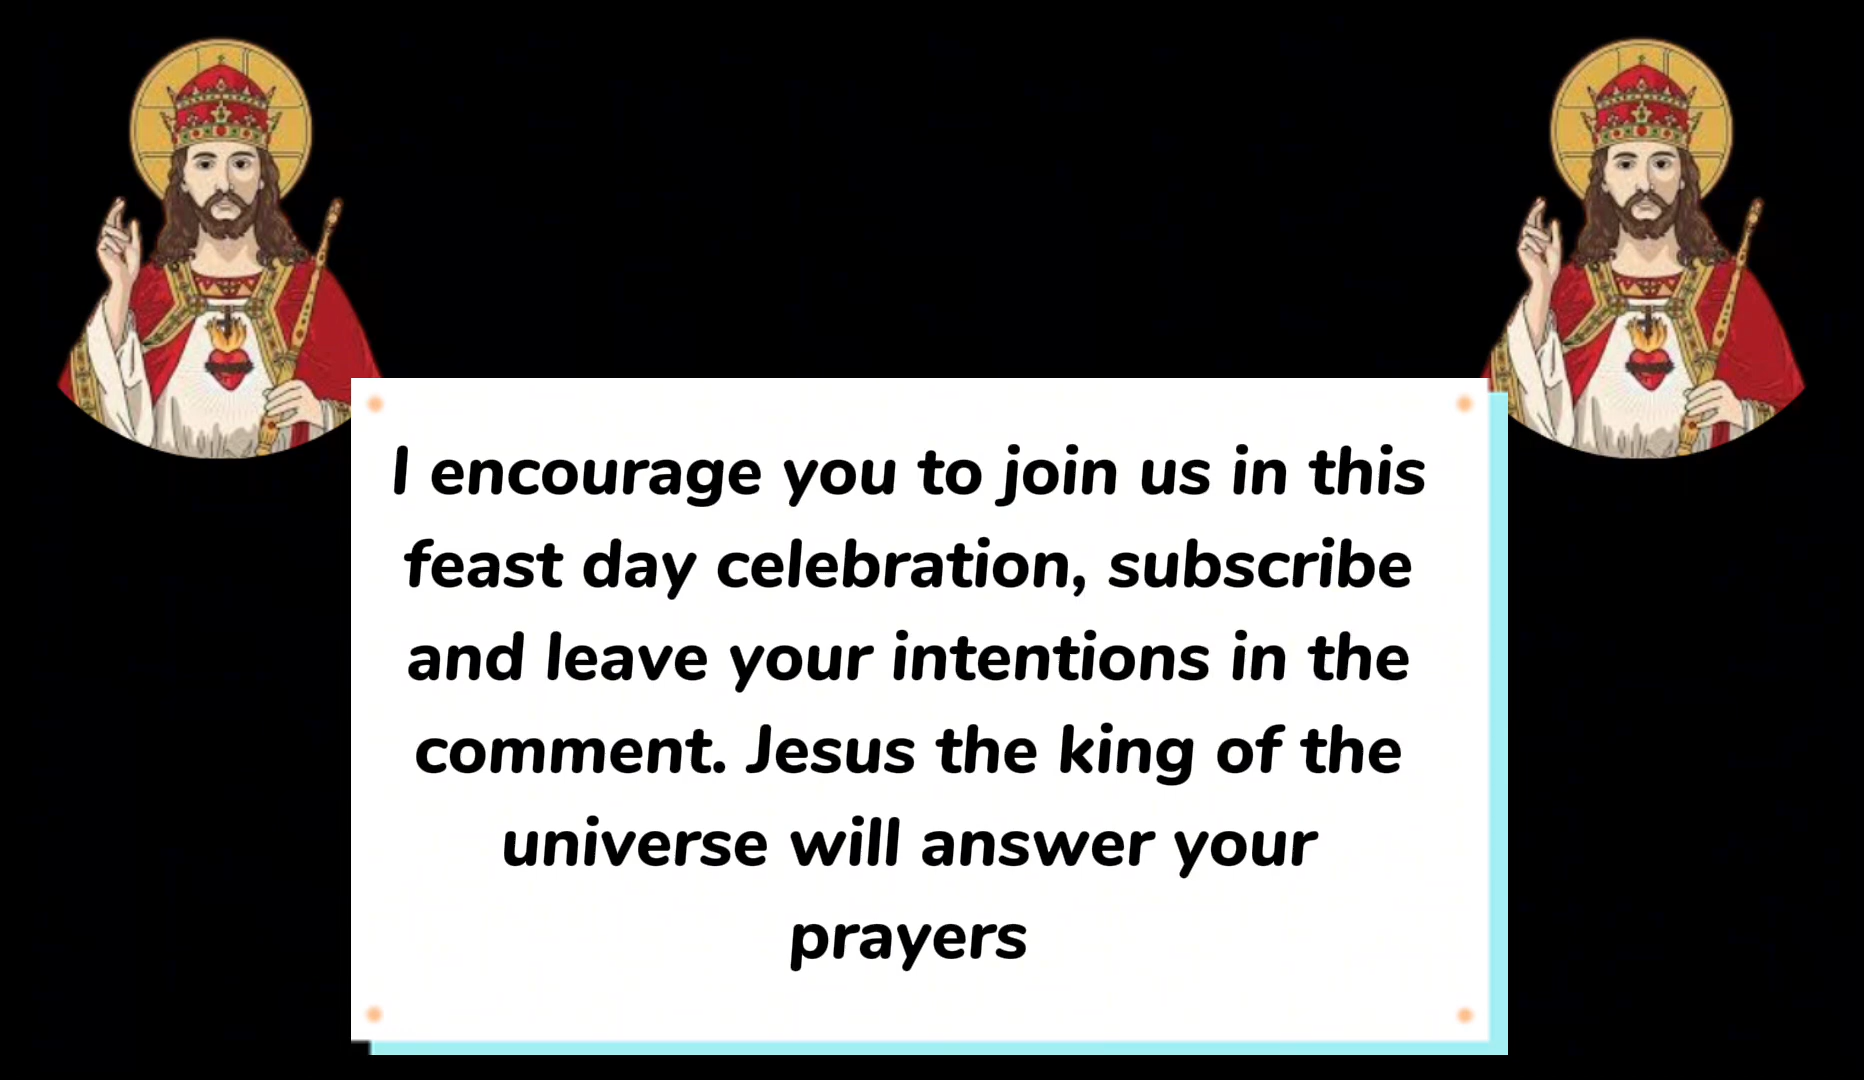 I encourage you to join us in this
feast day celebration, subscribe
and leave your intentions in the
comment. Jesus the king of the
universe will answer your
prayers